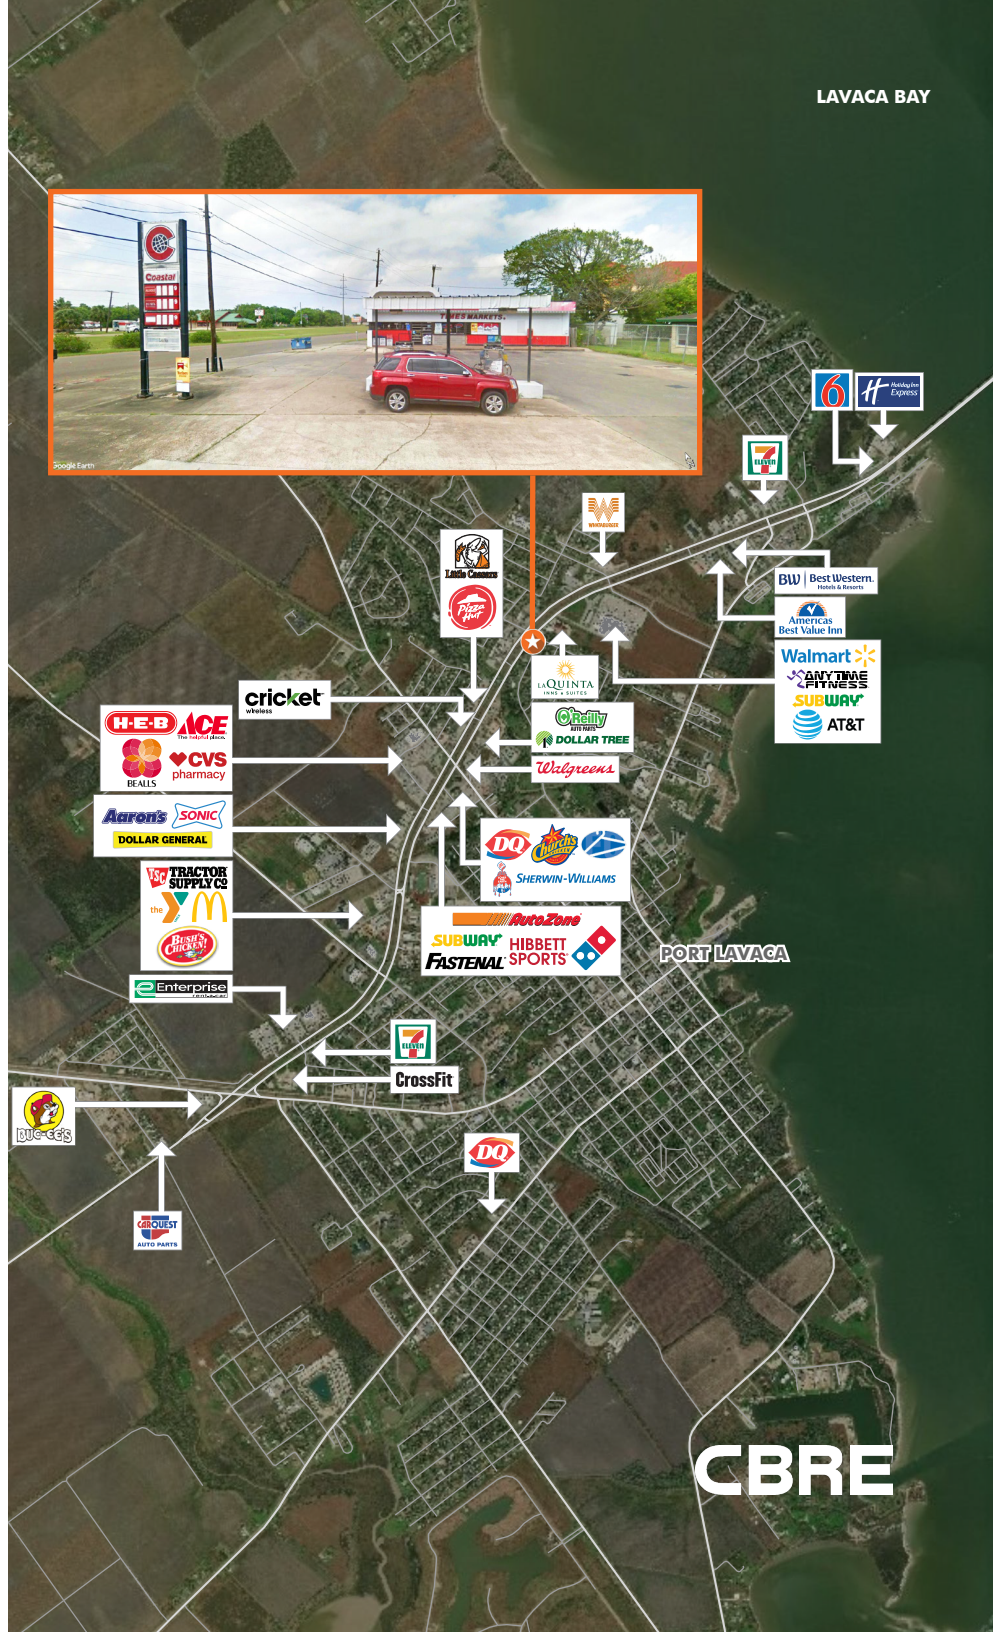 LAVACA BAY
Coastal
TIMES MARKETS.
Google Earth
6
H Holiday Inn
Express
7
ELEVEN
W
WHATABURGER
Little Caesars
Pizza
Hut
BW Best Western.
Hotels & Resorts
Americas
Best Value Inn
Walmart
ANYTIME
FITNESS
SUBWAY
AT&T
LAQUINTA
INNS & SUITES
cricket
wireless
H-E-B ACE
The helpful place.
BEALLS
CVS
pharmacy
O'Reilly
AUTO PARTS
DOLLAR TREE
Walgreens
Aaron's SONIC
DOLLAR GENERAL
DQ Church's
SHERWIN-WILLIAMS
TSC TRACTOR
SUPPLY CO
the Y M
BUSH'S
CHICKEN!
AutoZone
SUBWAY
HIBBETT
SPORTS
FASTENAL
PORT LAVACA
e Enterprise
7
ELEVEN
CrossFit
BUC-EE'S
DQ
CARQUEST
AUTO PARTS
CBRE